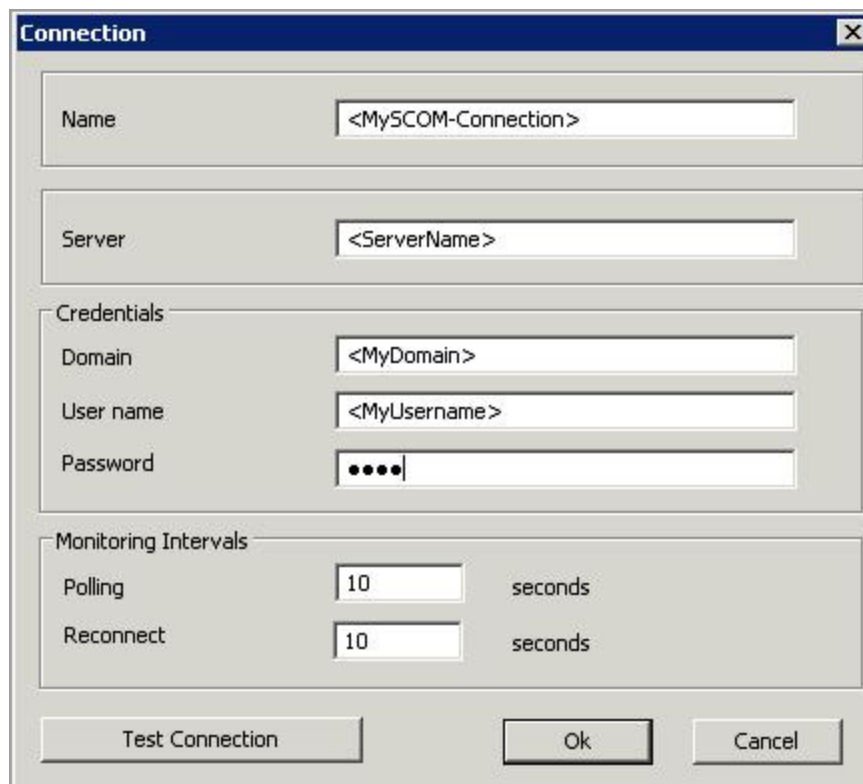 Connection
Name <MySCOM-Connection>
Server <ServerName>
Credentials
Domain <MyDomain>
User name <MyUsername>
Password ●●●●
Monitoring Intervals
Polling 10 seconds
Reconnect 10 seconds
Test Connection Ok Cancel